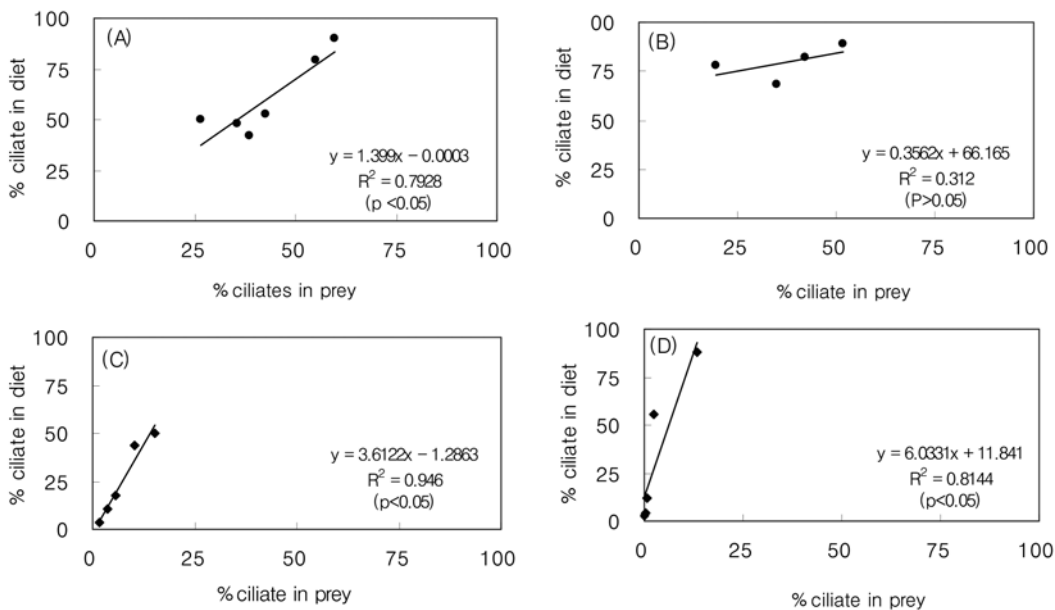 (A)
% ciliate in diet
100
75
50
25
0
y = 1.399x − 0.0003
R² = 0.7928
(p <0.05)
0 25 50 75 100
% ciliates in prey
(B)
% ciliate in diet
00
75
50
25
0
y = 0.3562x + 66.165
R² = 0.312
(P>0.05)
0 25 50 75 100
% ciliate in prey
(C)
% ciliate in diet
100
75
50
25
0
y = 3.6122x − 1.2863
R² = 0.946
(p<0.05)
0 25 50 75 100
% ciliate in prey
(D)
% ciliate in diet
100
75
50
25
0
y = 6.0331x + 11.841
R² = 0.8144
(p<0.05)
0 25 50 75 100
% ciliate in prey